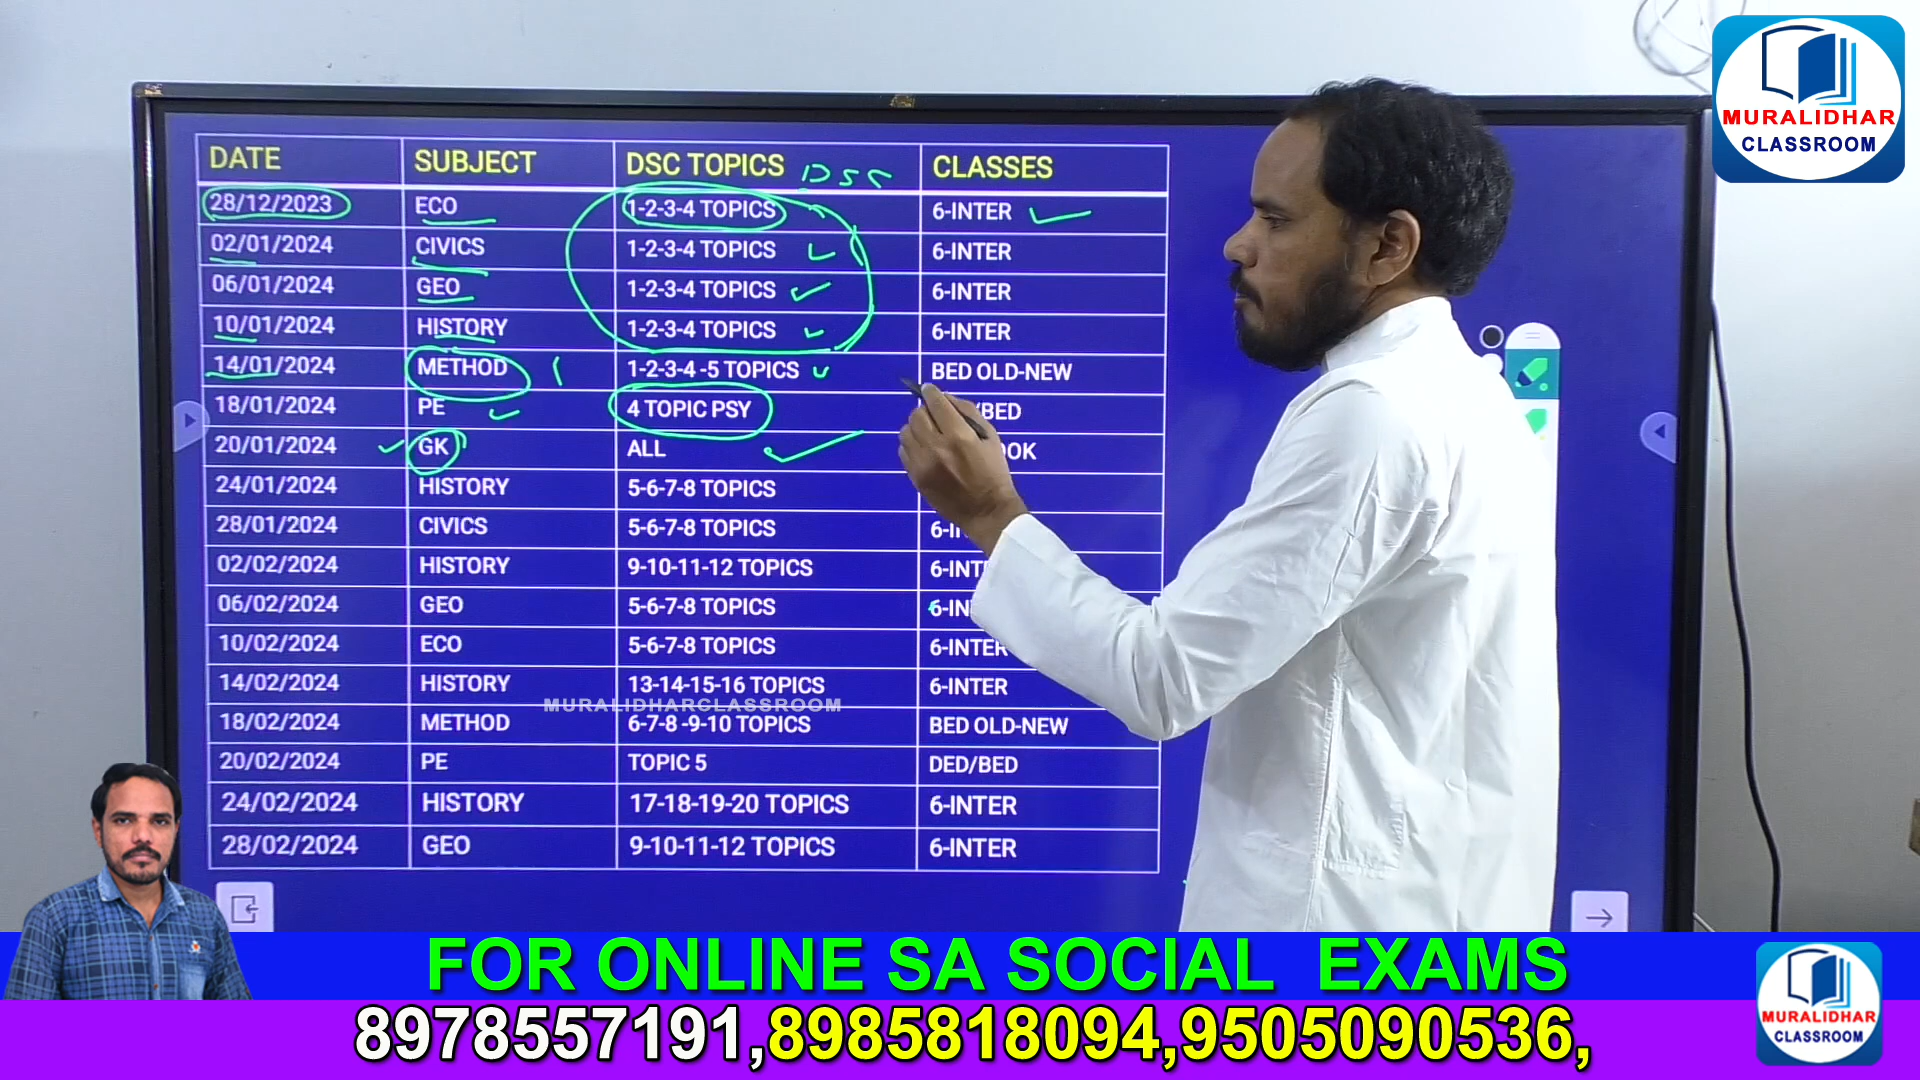 MURALIDHAR
CLASSROOM
DATE SUBJECT DSC TOPICS DSC CLASSES
28/12/2023 ECO 1-2-3-4 TOPICS 6-INTER
02/01/2024 CIVICS 1-2-3-4 TOPICS 6-INTER
06/01/2024 GEO 1-2-3-4 TOPICS 6-INTER
10/01/2024 HISTORY 1-2-3-4 TOPICS 6-INTER
14/01/2024 METHOD 1-2-3-4 -5 TOPICS BED OLD-NEW
18/01/2024 PE 4 TOPIC PSY /BED
20/01/2024 GK ALL
24/01/2024 HISTORY 5-6-7-8 TOPICS
28/01/2024 CIVICS 5-6-7-8 TOPICS
02/02/2024 HISTORY 9-10-11-12 TOPICS 6-INT
06/02/2024 GEO 5-6-7-8 TOPICS 6-IN
10/02/2024 ECO 5-6-7-8 TOPICS 6-INTER
14/02/2024 HISTORY 13-14-15-16 TOPICS 6-INTER
MURALIDHARCLASSROOM
18/02/2024 METHOD 6-7-8 -9-10 TOPICS BED OLD-NEW
20/02/2024 PE TOPIC 5 DED/BED
24/02/2024 HISTORY 17-18-19-20 TOPICS 6-INTER
28/02/2024 GEO 9-10-11-12 TOPICS 6-INTER
FOR ONLINE SA SOCIAL EXAMS
8978557191,8985818094,9505090536,
MURALIDHAR
CLASSROOM